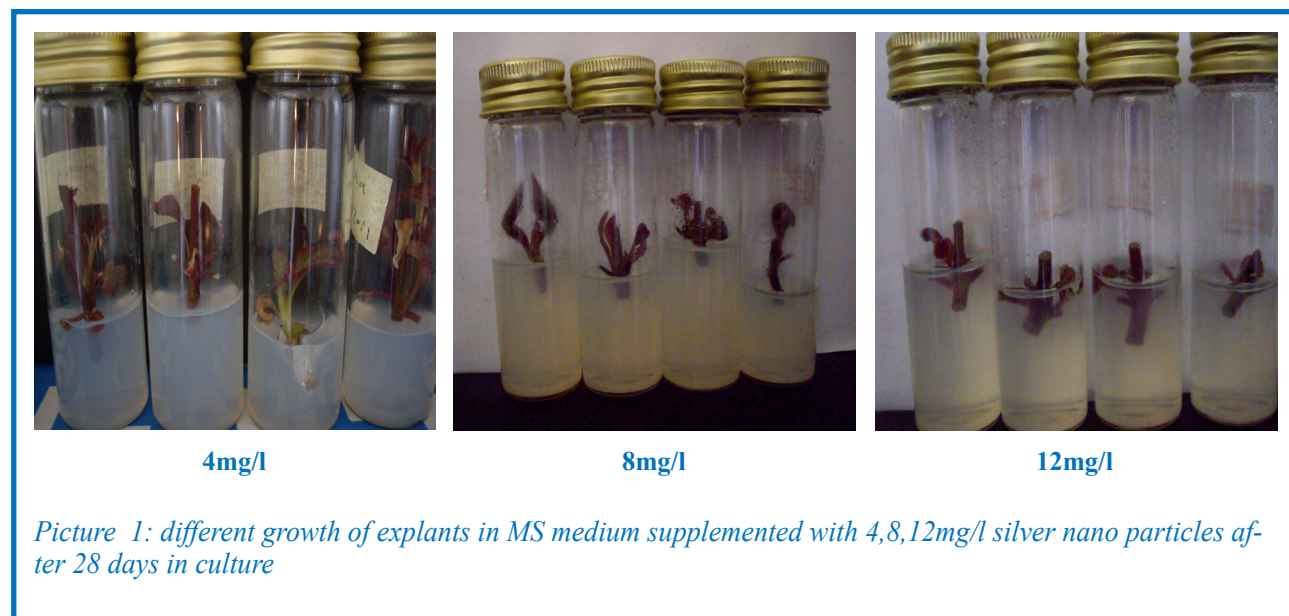 4mg/l
8mg/l
12mg/l
Picture 1: different growth of explants in MS medium supplemented with 4,8,12mg/l silver nano particles af-
ter 28 days in culture